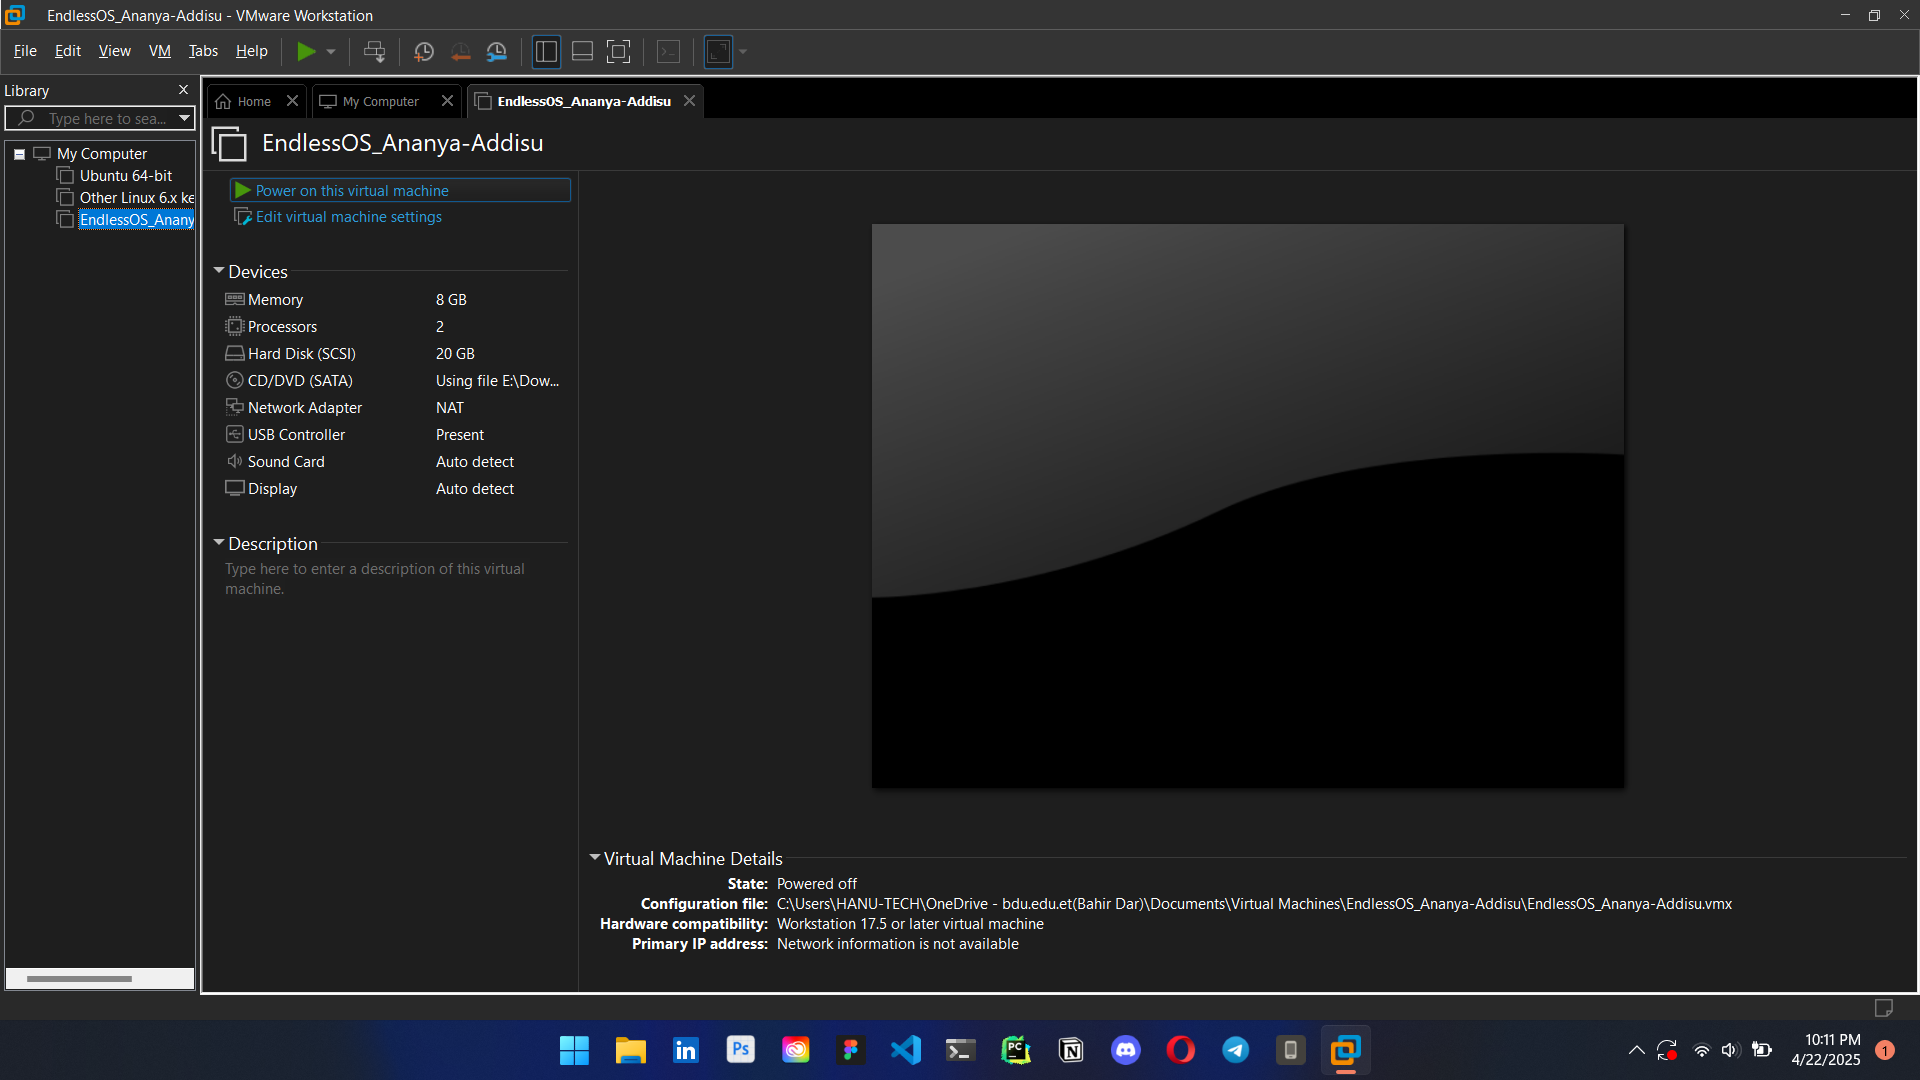 EndlessOS_Ananya-Addisu - VMware Workstation
File Edit View VM Tabs Help
Library
Type here to sea...
My Computer
Ubuntu 64-bit
Other Linux 6.x ke
EndlessOS_Anany
Home
My Computer
EndlessOS_Ananya-Addisu
EndlessOS_Ananya-Addisu
Power on this virtual machine
Edit virtual machine settings
Devices
Memory 8 GB
Processors 2
Hard Disk (SCSI) 20 GB
CD/DVD (SATA) Using file E:\Dow...
Network Adapter NAT
USB Controller Present
Sound Card Auto detect
Display Auto detect
Description
Type here to enter a description of this virtual
machine.
Virtual Machine Details
State: Powered off
Configuration file: C:\Users\HANU-TECH\OneDrive - bdu.edu.et(Bahir Dar)\Documents\Virtual Machines\EndlessOS_Ananya-Addisu\EndlessOS_Ananya-Addisu.vmx
Hardware compatibility: Workstation 17.5 or later virtual machine
Primary IP address: Network information is not available
in
Ps
PC
N
10:11 PM
4/22/2025
1